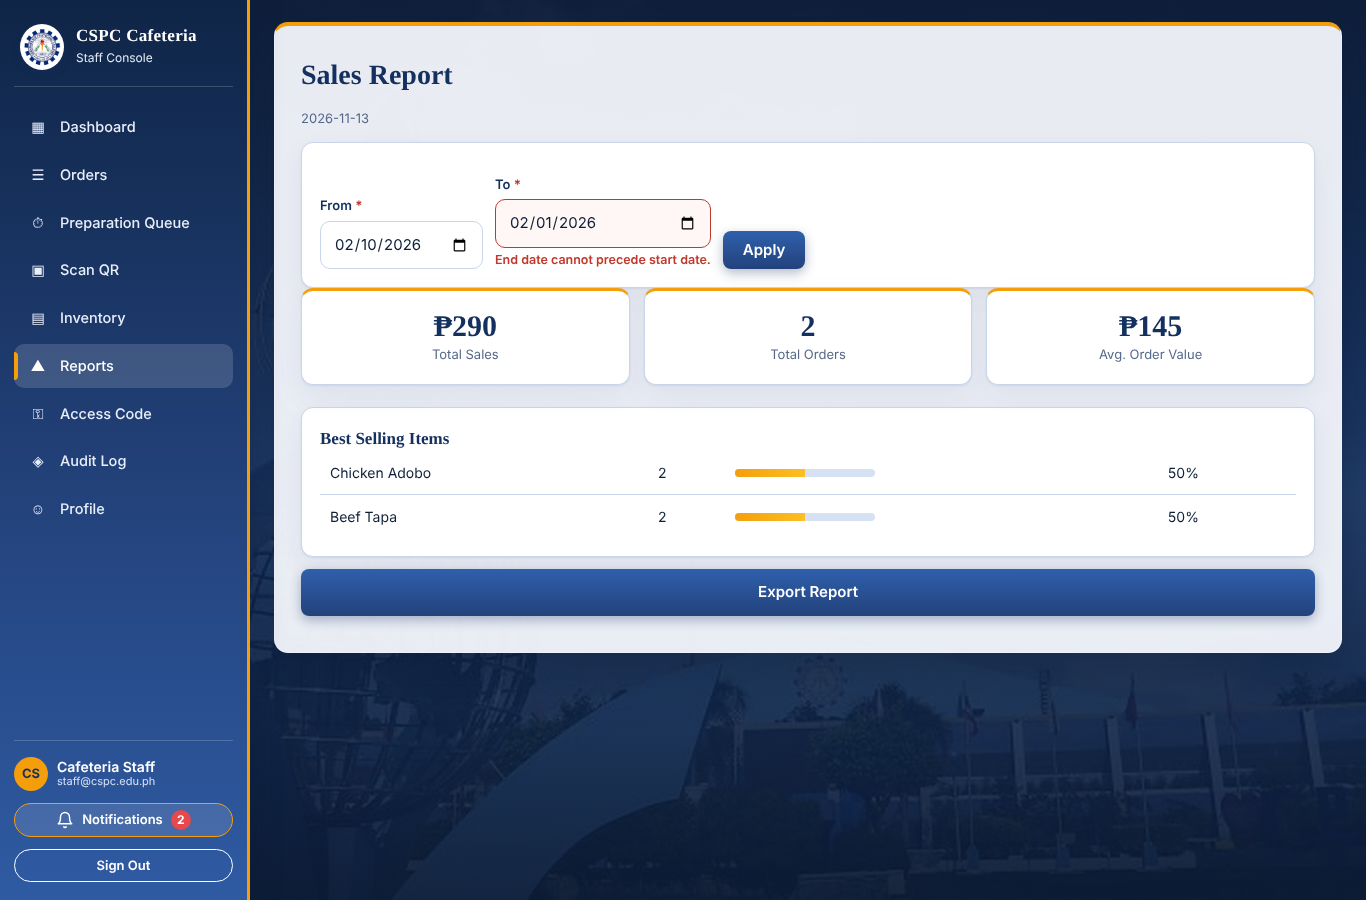 CSPC Cafeteria
Staff Console
Dashboard
Orders
Preparation Queue
Scan QR
Inventory
Reports
Access Code
Audit Log
Profile
CS
Cafeteria Staff
staff@cspc.edu.ph
Notifications 2
Sign Out
Sales Report
2026-11-13
From *
02/10/2026
To *
02/01/2026
End date cannot precede start date.
Apply
₱290
Total Sales
2
Total Orders
₱145
Avg. Order Value
Best Selling Items
Chicken Adobo 2 50%
Beef Tapa 2 50%
Export Report